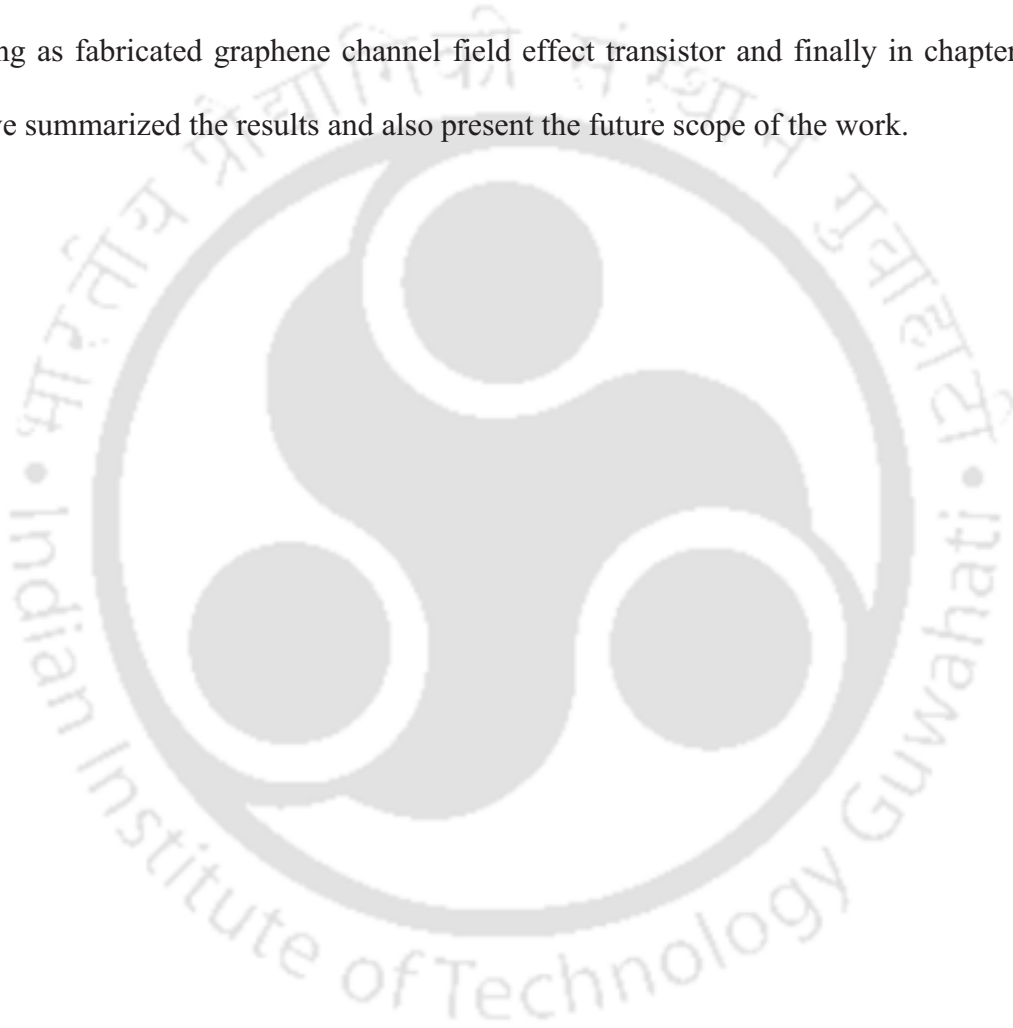 ng as fabricated graphene channel field effect transistor and finally in chapter
ve summarized the results and also present the future scope of the work.
भारतीय प्रौद्योगिकी संस्थान गुवाहाटी
• Indian Institute of Technology Guwahati •